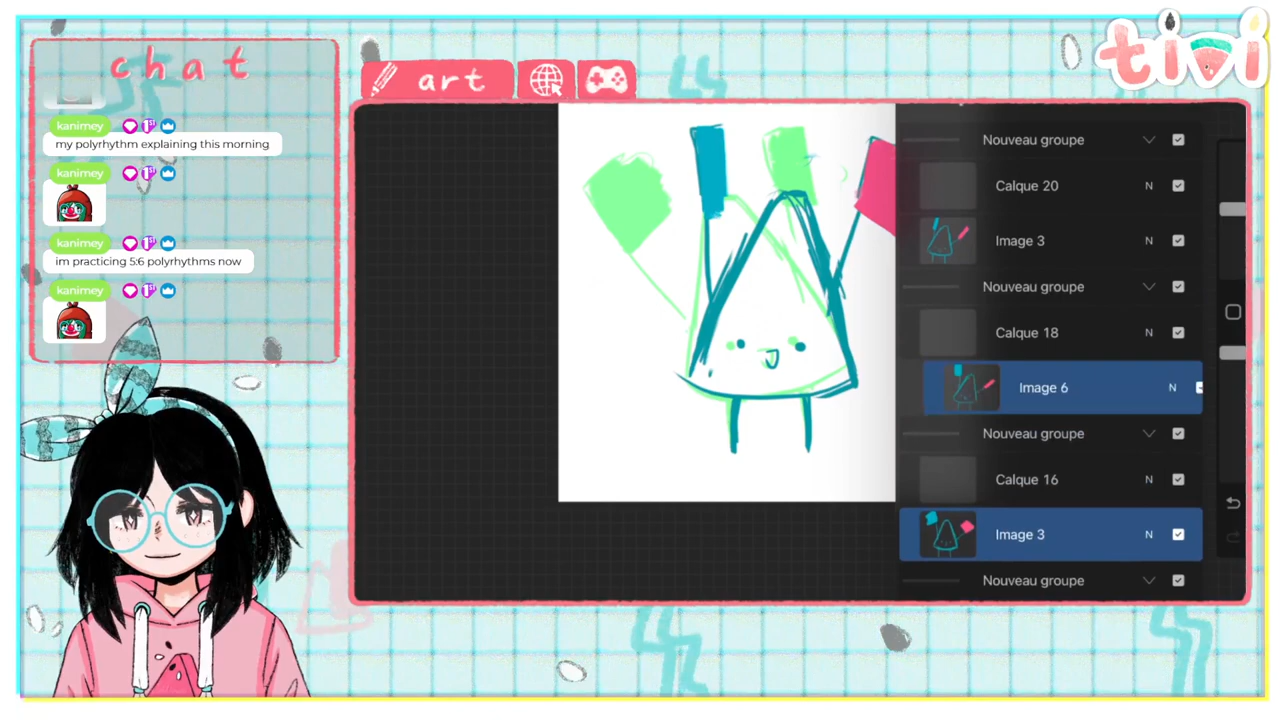 chat
kanimey
my polyrhythm explaining this morning
kanimey
kanimey
im practicing 5:6 polyrhythms now
kanimey
art
tivi
Nouveau groupe
Calque 20 N
Image 3 N
Nouveau groupe
Calque 18 N
Image 6 N
Nouveau groupe
Calque 16 N
Image 3 N
Nouveau groupe